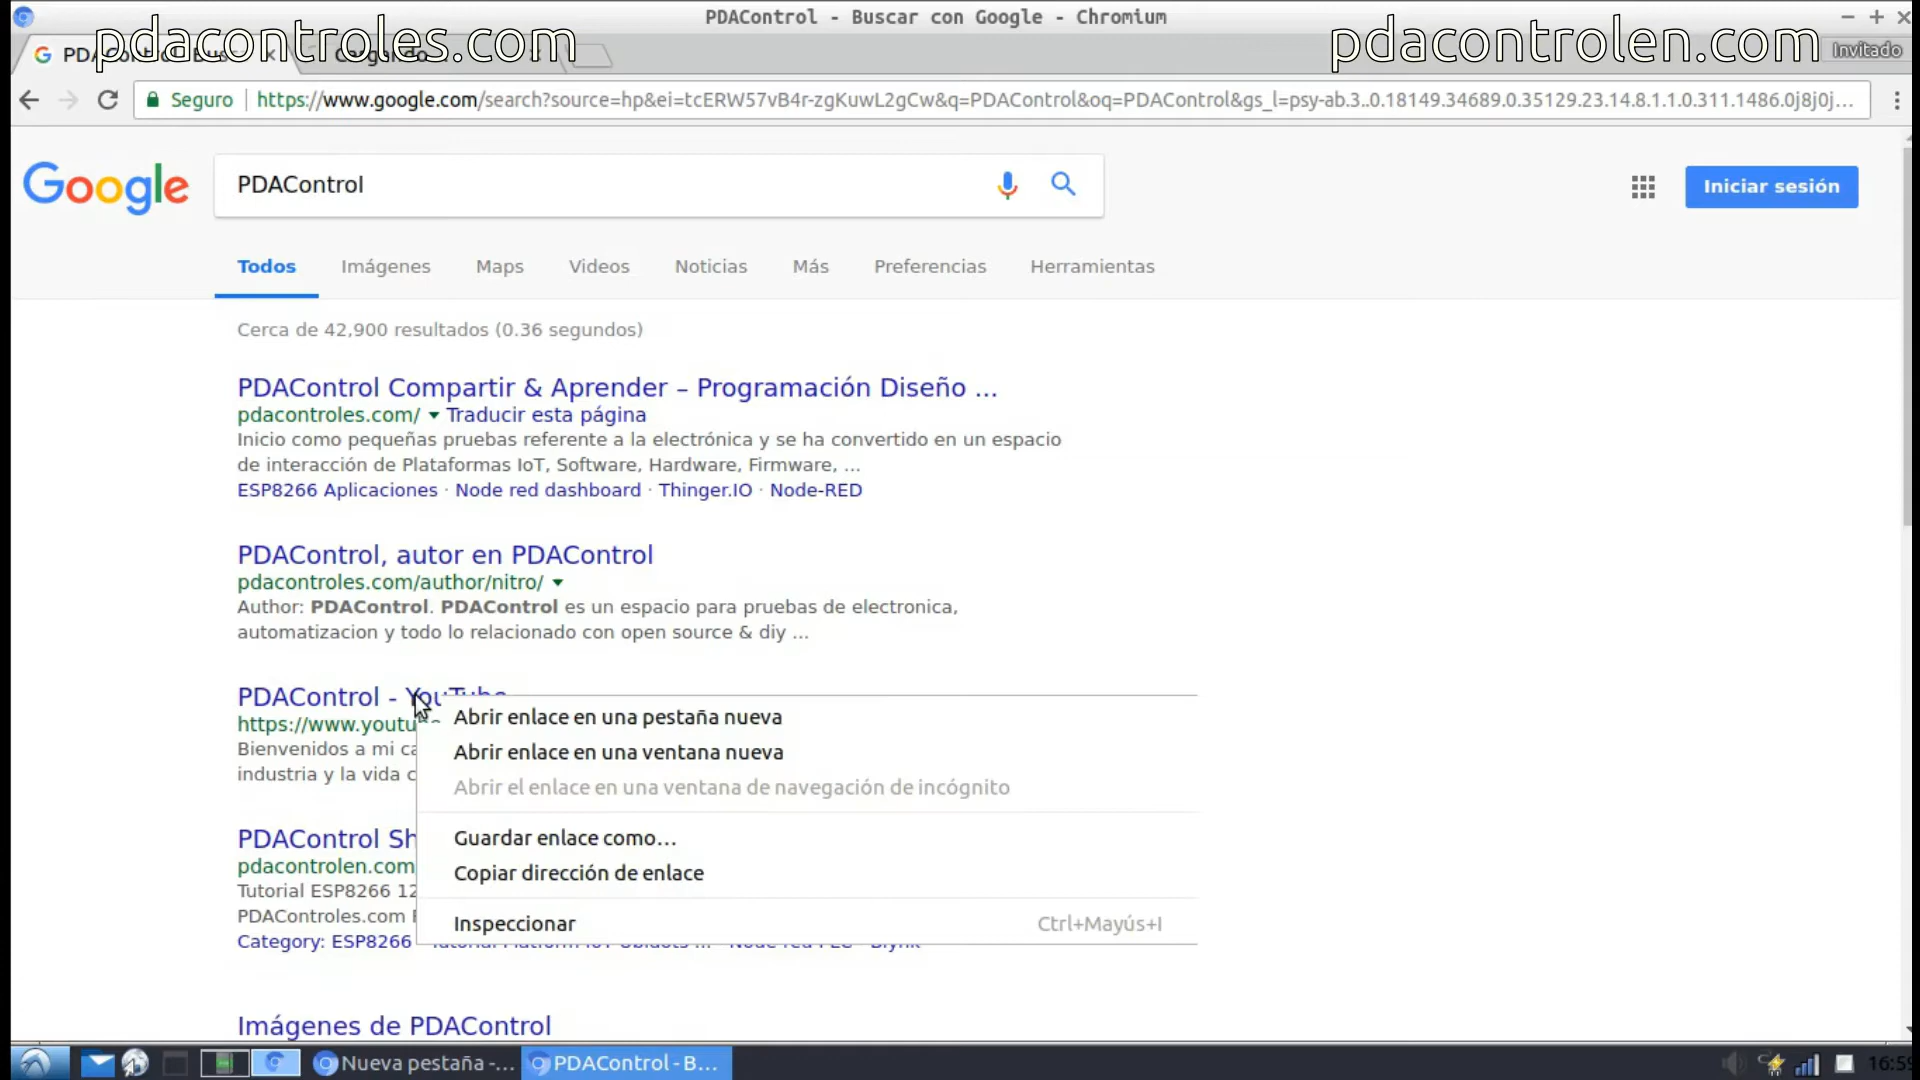 PDAControl - Buscar con Google - Chromium
pdacontroles.com
pdacontrolen.com
Invitado
Seguro
https://www.google.com/search?source=hp&ei=tcERW57vB4r-zgKuwL2gCw&q=PDAControl&oq=PDAControl&gs_l=psy-ab.3..0.18149.34689.0.35129.23.14.8.1.1.0.311.1486.0j8j0j...
Google
PDAControl
Iniciar sesión
Todos Imágenes Maps Videos Noticias Más Preferencias Herramientas
Cerca de 42,900 resultados (0.36 segundos)
PDAControl Compartir & Aprender – Programación Diseño ...
pdacontroles.com/ Traducir esta página
Inicio como pequeñas pruebas referente a la electrónica y se ha convertido en un espacio
de interacción de Plataformas IoT, Software, Hardware, Firmware, ...
ESP8266 Aplicaciones · Node red dashboard · Thinger.IO · Node-RED
PDAControl, autor en PDAControl
pdacontroles.com/author/nitro/
Author: PDAControl. PDAControl es un espacio para pruebas de electronica,
automatizacion y todo lo relacionado con open source & diy ...
PDAControl - YouTube
https://www.youtu
Bienvenidos a mi ca
industria y la vida c
PDAControl Sh
pdacontrolen.com
Tutorial ESP8266 12
PDAControles.com
Category: ESP8266
Abrir enlace en una pestaña nueva
Abrir enlace en una ventana nueva
Abrir el enlace en una ventana de navegación de incógnito
Guardar enlace como...
Copiar dirección de enlace
Inspeccionar Ctrl+Mayús+I
Imágenes de PDAControl
Nueva pestaña -...
PDAControl - B...
16:59